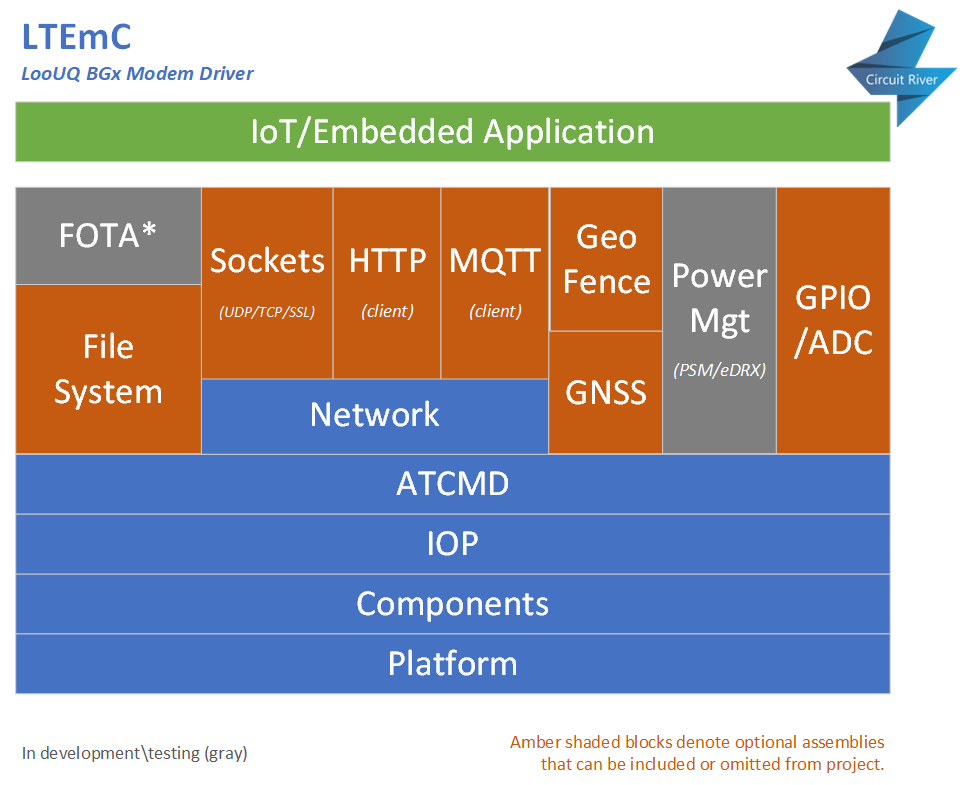 LTEmC
LooUQ BGx Modem Driver
Circuit River
IoT/Embedded Application
FOTA*
File
System
Sockets
(UDP/TCP/SSL)
HTTP
(client)
MQTT
(client)
Network
Geo
Fence
GNSS
Power
Mgt
(PSM/eDRX)
GPIO
/ADC
ATCMD
IOP
Components
Platform
In development\testing (gray)
Amber shaded blocks denote optional assemblies
that can be included or omitted from project.